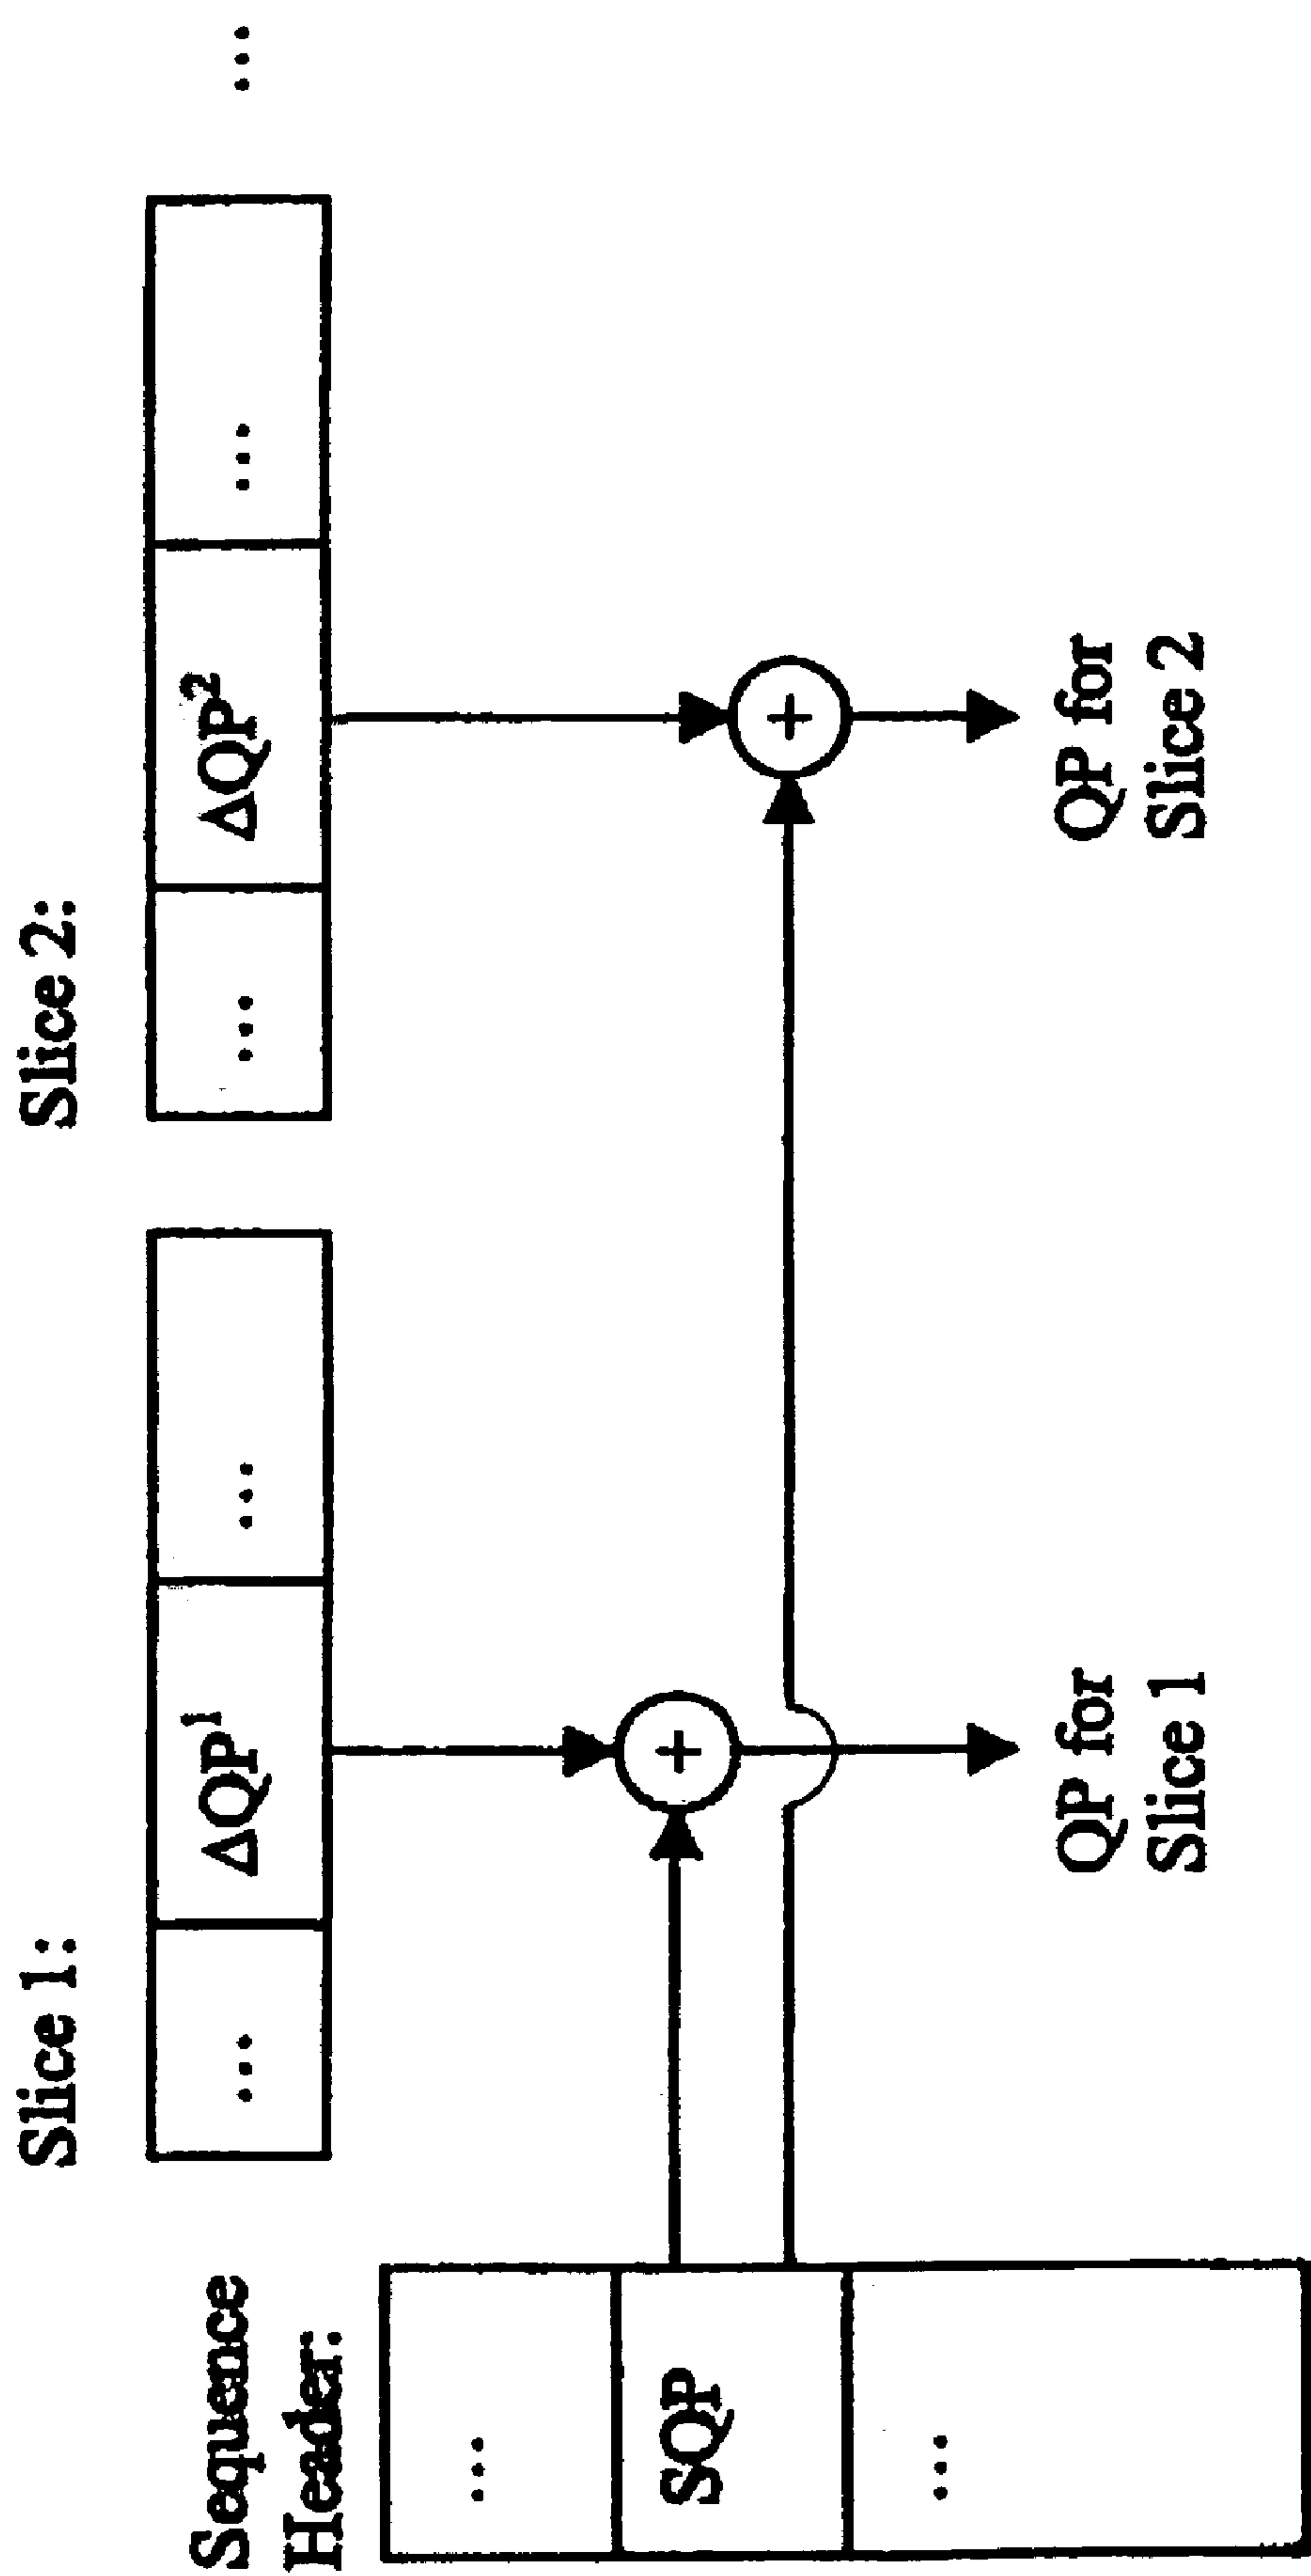 Sequence
Header:
...
SQP
...
Slice 1:
... ΔQP¹ ...
Slice 2:
... ΔQP² ...
...
+
+
QP for
Slice 1
QP for
Slice 2